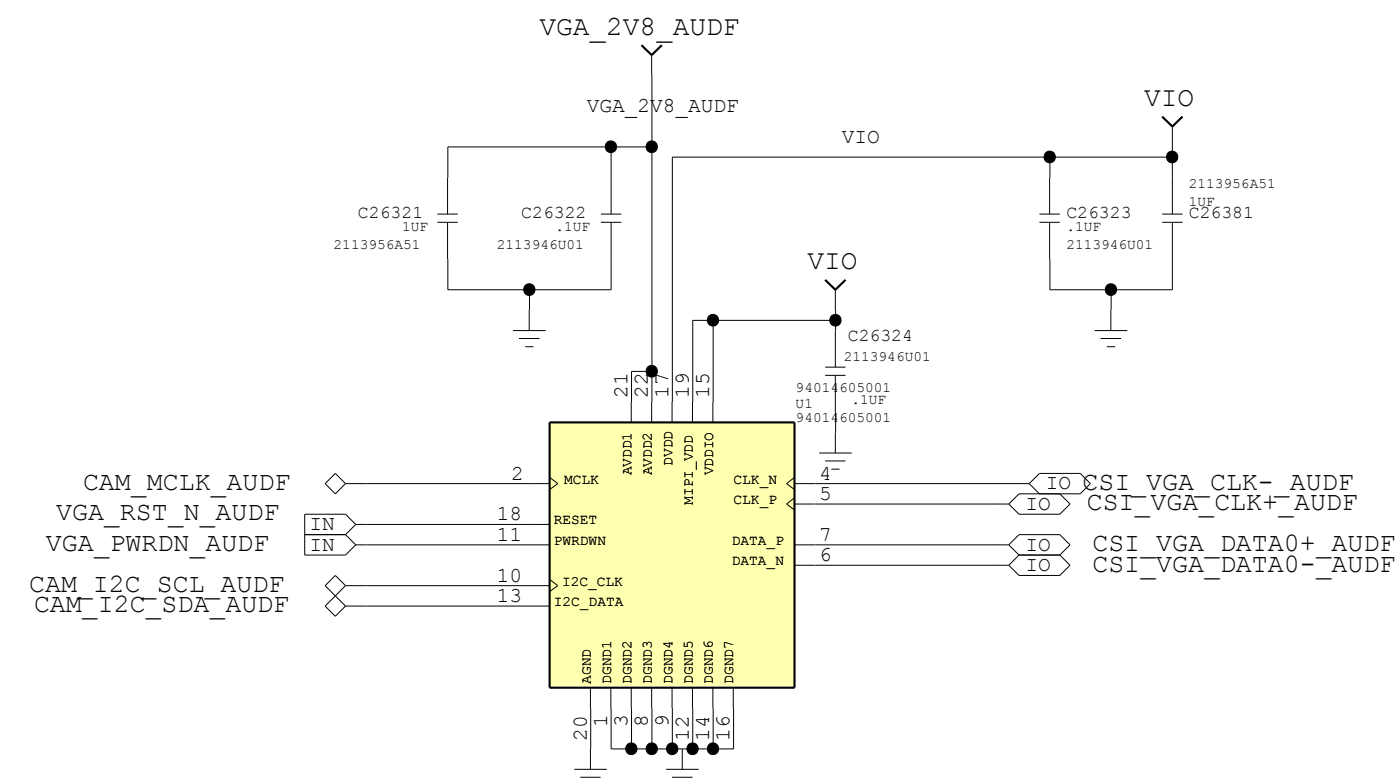 VGA_2V8_AUDF
VGA_2V8_AUDF
VIO
VIO
2113956A51
1UF
C26381
C26321
1UF
2113956A51
C26322
.1UF
2113946U01
C26323
.1UF
2113946U01
VIO
C26324
2113946U01
94014605001
U1
.1UF
94014605001
21
22
17
19
15
AVDD1
AVDD2
DVDD
MIPI_VDD
VDDIO
CAM_MCLK_AUDF
2
MCLK
VGA_RST_N_AUDF
IN
18
RESET
VGA_PWRDN_AUDF
IN
11
PWRDWN
CAM_I2C_SCL_AUDF
10
I2C_CLK
CAM_I2C_SDA_AUDF
13
I2C_DATA
CLK_N
4
IO
CSI_VGA_CLK-_AUDF
CLK_P
5
IO
CSI_VGA_CLK+_AUDF
DATA_P
7
IO
CSI_VGA_DATA0+_AUDF
DATA_N
6
IO
CSI_VGA_DATA0-_AUDF
AGND
DGND1
DGND2
DGND3
DGND4
DGND5
DGND6
DGND7
20
1
3
8
9
12
14
16